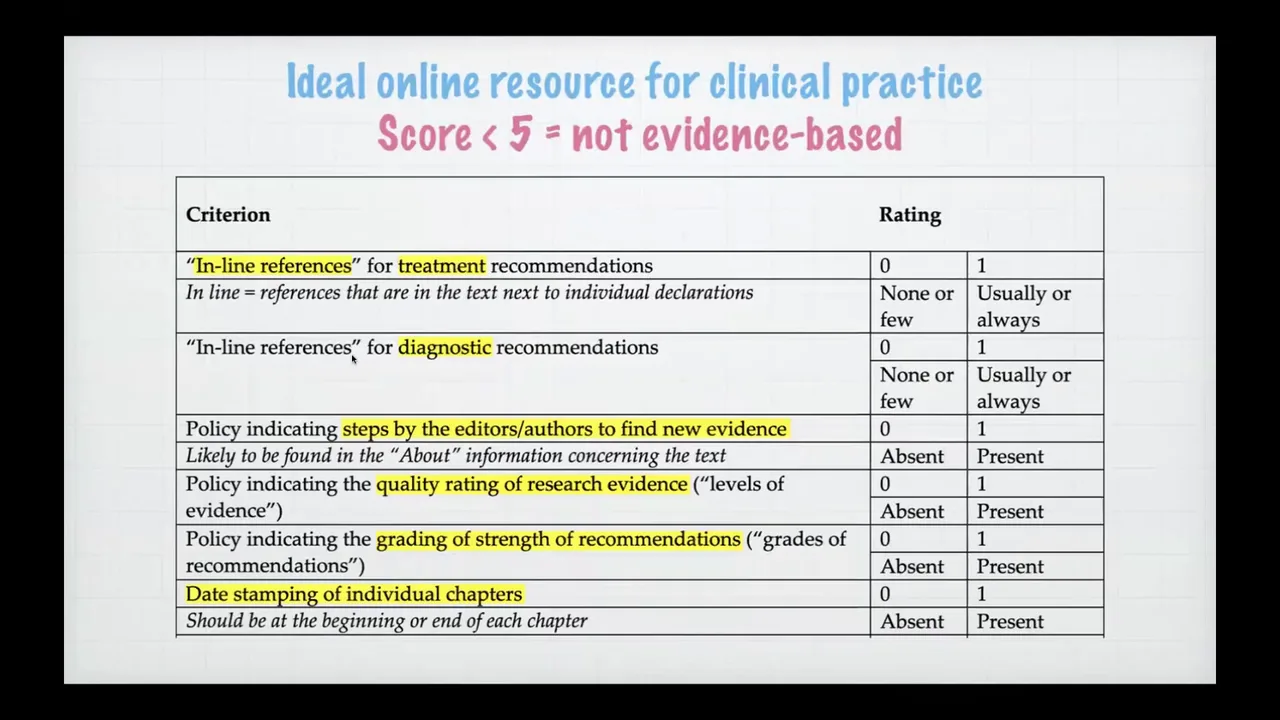 Ideal online resource for clinical practice
Score < 5 = not evidence-based
Criterion Rating
“In-line references” for treatment recommendations 0 1
In line = references that are in the text next to individual declarations None or few Usually or always
“In-line references” for diagnostic recommendations 0 1
None or few Usually or always
Policy indicating steps by the editors/authors to find new evidence 0 1
Likely to be found in the “About” information concerning the text Absent Present
Policy indicating the quality rating of research evidence (“levels of 0 1
evidence”) Absent Present
Policy indicating the grading of strength of recommendations (“grades of 0 1
recommendations”) Absent Present
Date stamping of individual chapters 0 1
Should be at the beginning or end of each chapter Absent Present